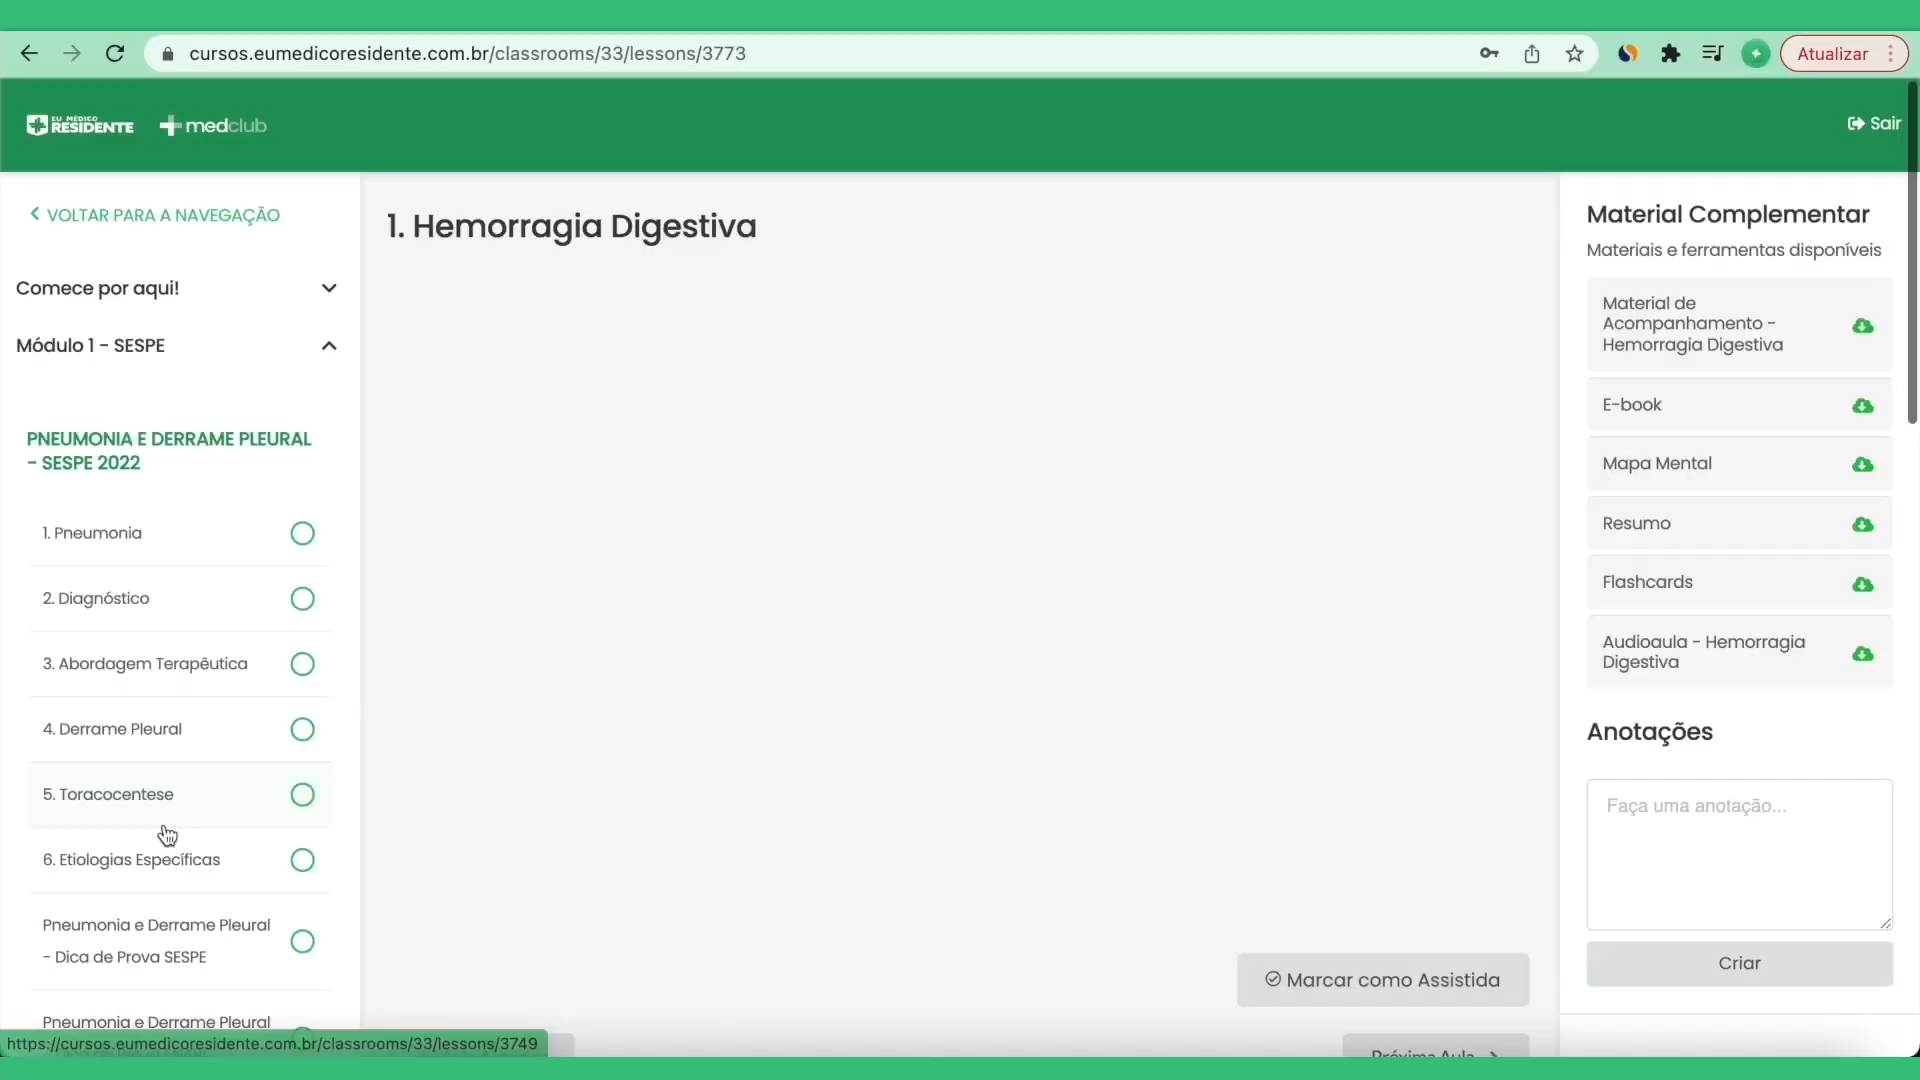 cursos.eumedicoresidente.com.br/classrooms/33/lessons/3773
Atualizar
EU MÉDICO
RESIDENTE
medclub
Sair
VOLTAR PARA A NAVEGAÇÃO
Comece por aqui!
Módulo 1 - SESPE
PNEUMONIA E DERRAME PLEURAL
- SESPE 2022
1. Pneumonia
2. Diagnóstico
3. Abordagem Terapêutica
4. Derrame Pleural
5. Toracocentese
6. Etiologias Específicas
Pneumonia e Derrame Pleural
- Dica de Prova SESPE
Pneumonia e Derrame Pleural
https://cursos.eumedicoresidente.com.br/classrooms/33/lessons/3749
1. Hemorragia Digestiva
Marcar como Assistida
Próxima Aula
Material Complementar
Materiais e ferramentas disponíveis
Material de
Acompanhamento -
Hemorragia Digestiva
E-book
Mapa Mental
Resumo
Flashcards
Audioaula - Hemorragia
Digestiva
Anotações
Faça uma anotação...
Criar